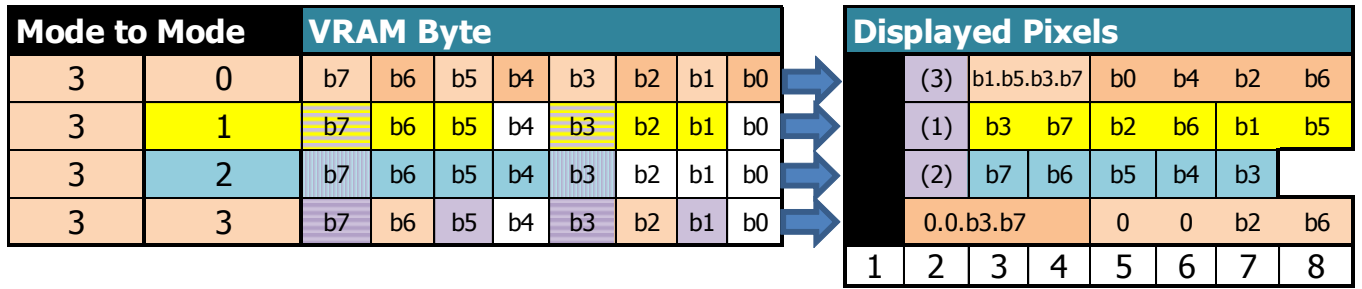 Mode to Mode VRAM Byte Displayed Pixels
3 0 b7 b6 b5 b4 b3 b2 b1 b0 (3) b1.b5.b3.b7 b0 b4 b2 b6
3 1 b7 b6 b5 b4 b3 b2 b1 b0 (1) b3 b7 b2 b6 b1 b5
3 2 b7 b6 b5 b4 b3 b2 b1 b0 (2) b7 b6 b5 b4 b3
3 3 b7 b6 b5 b4 b3 b2 b1 b0 0.0.b3.b7 0 0 b2 b6
1 2 3 4 5 6 7 8